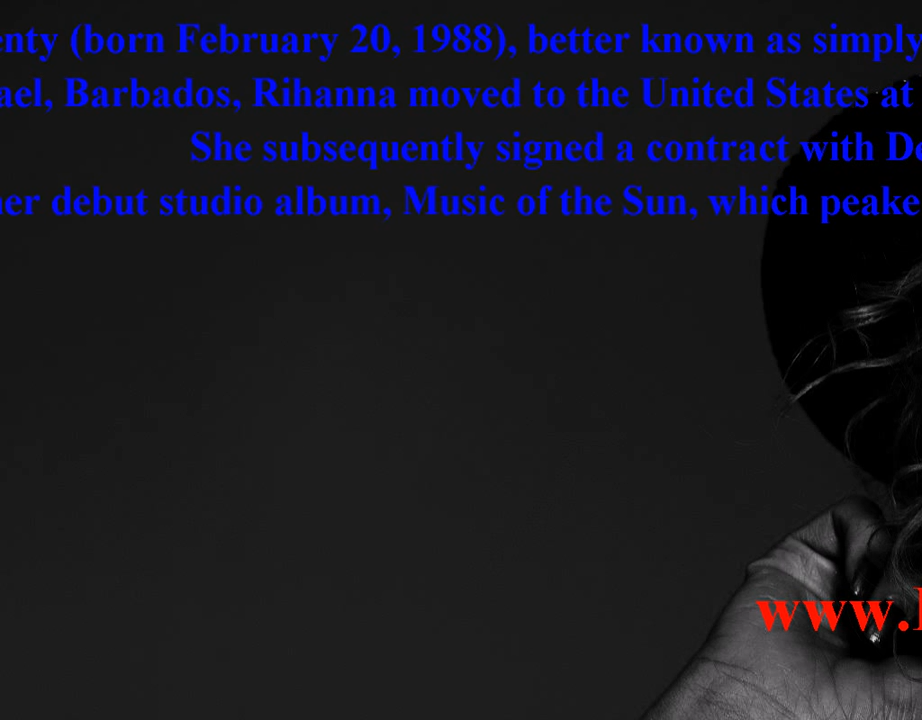 enty (born February 20, 1988), better known as simply
ael, Barbados, Rihanna moved to the United States at
She subsequently signed a contract with De
her debut studio album, Music of the Sun, which peake
www.